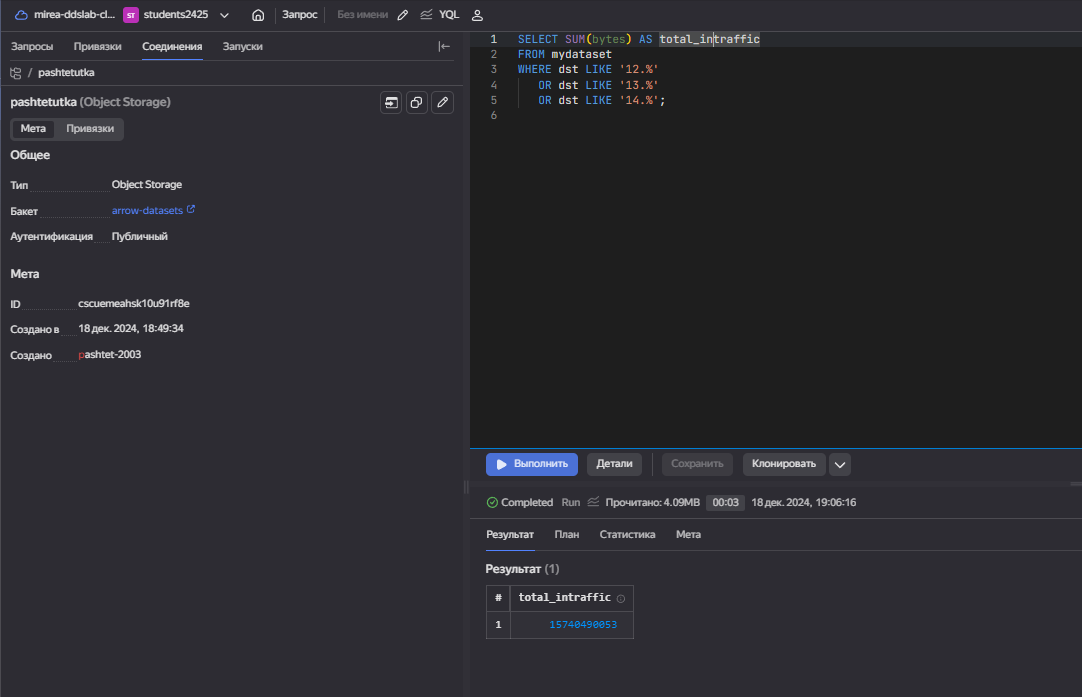 mirea-ddslab-cl... ST students2425 Запрос Без имени YQL
Запросы Привязки Соединения Запуски
/ pashtetutka
pashtetutka (Object Storage)
Мета Привязки
Общее
Тип Object Storage
Бакет arrow-datasets
Аутентификация Публичный
Мета
ID cscuemeahsk10u91rf8e
Создано в 18 дек. 2024, 18:49:34
Создано pashtet-2003
1 SELECT SUM(bytes) AS total_intraffic
2 FROM mydataset
3 WHERE dst LIKE '12.%'
4 OR dst LIKE '13.%'
5 OR dst LIKE '14.%';
6
Выполнить Детали Сохранить Клонировать
Completed Run Прочитано: 4.09MB 00:03 18 дек. 2024, 19:06:16
Результат План Статистика Мета
Результат (1)
# total_intraffic
1 15740490053